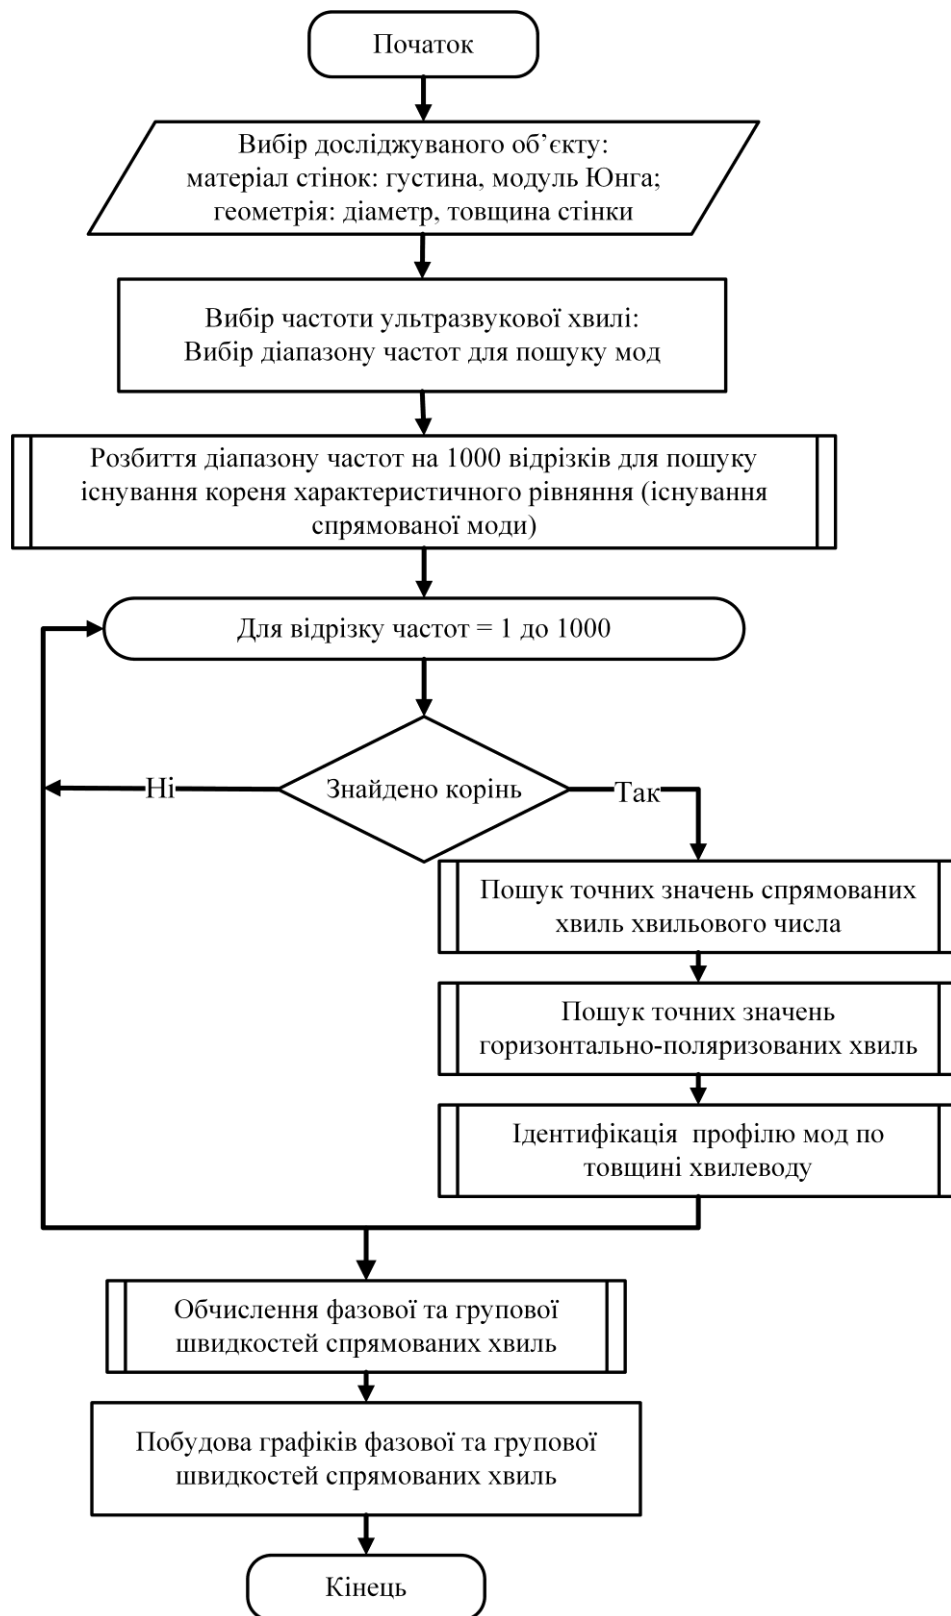 Початок
Вибір досліджуваного об’єкту:
матеріал стінок: густина, модуль Юнга;
геометрія: діаметр, товщина стінки
Вибір частоти ультразвукової хвилі:
Вибір діапазону частот для пошуку мод
Розбиття діапазону частот на 1000 відрізків для пошуку
існування кореня характеристичного рівняння (існування
спрямованої моди)
Для відрізку частот = 1 до 1000
Знайдено корінь
Ні
Так
Пошук точних значень спрямованих
хвиль хвильового числа
Пошук точних значень
горизонтально-поляризованих хвиль
Ідентифікація профілю мод по
товщині хвилеводу
Обчислення фазової та групової
швидкостей спрямованих хвиль
Побудова графіків фазової та групової
швидкостей спрямованих хвиль
Кінець